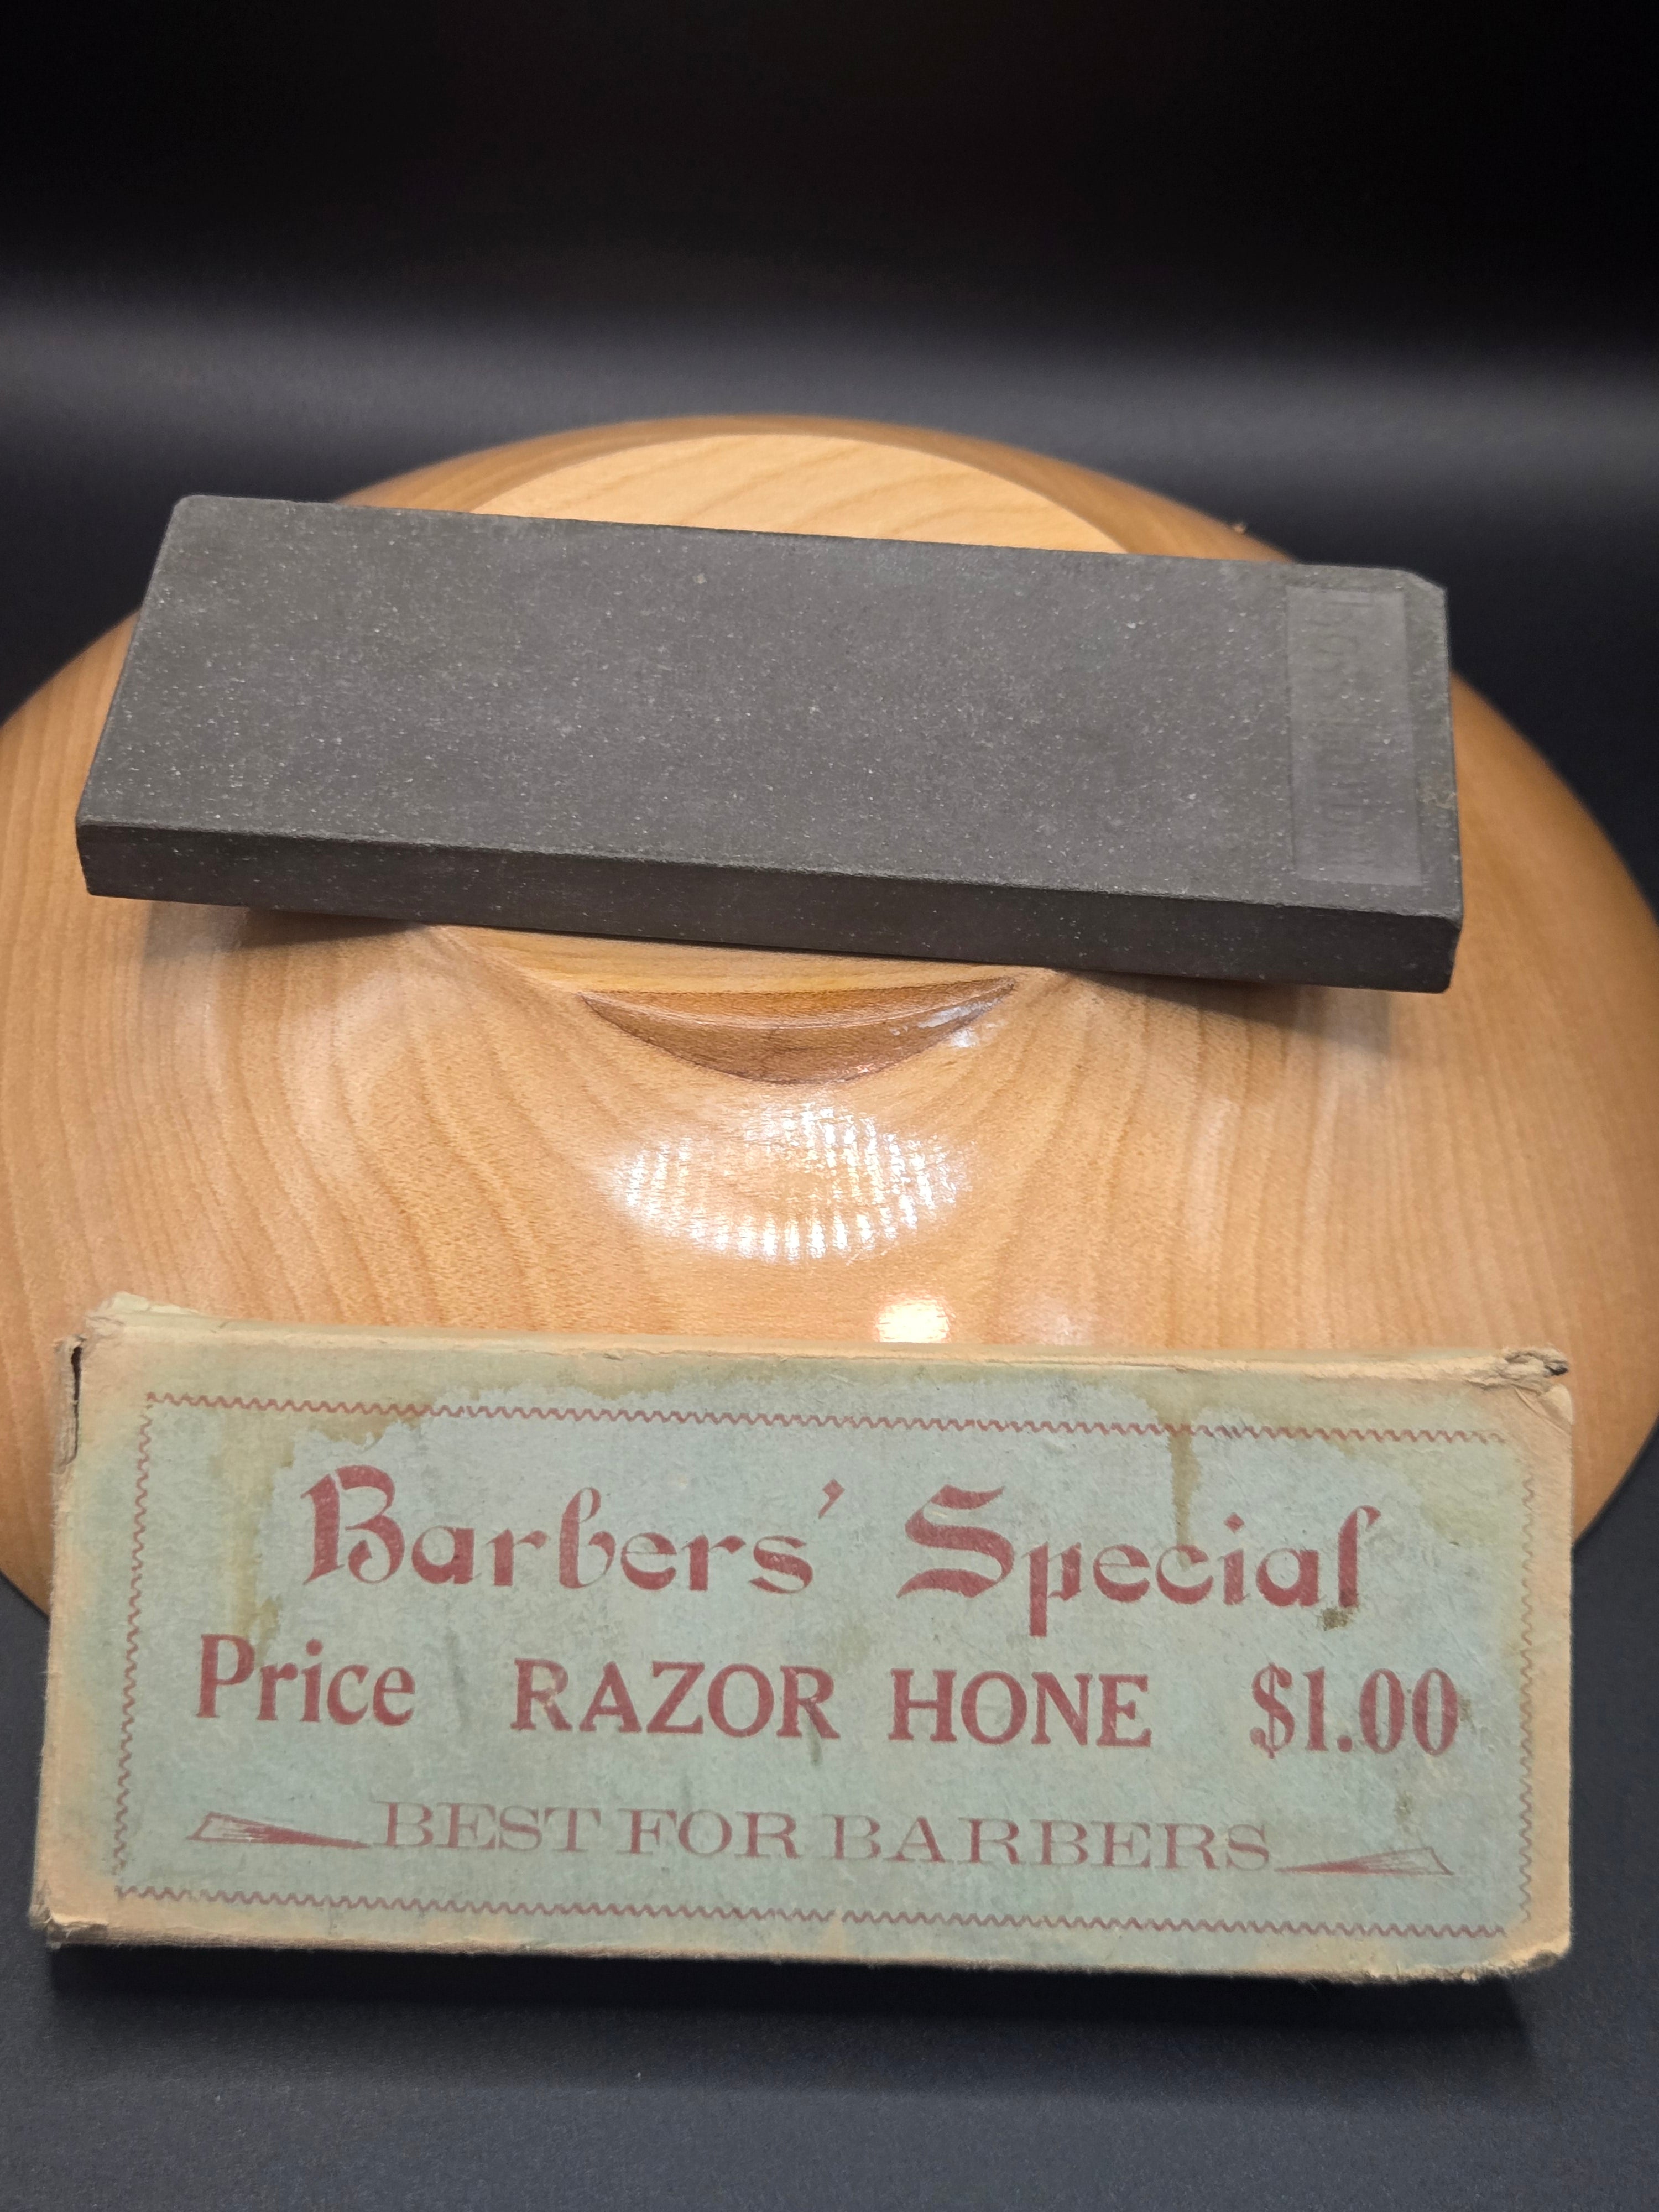 Barbers' Special
Price RAZOR HONE $1.00
BEST FOR BARBERS